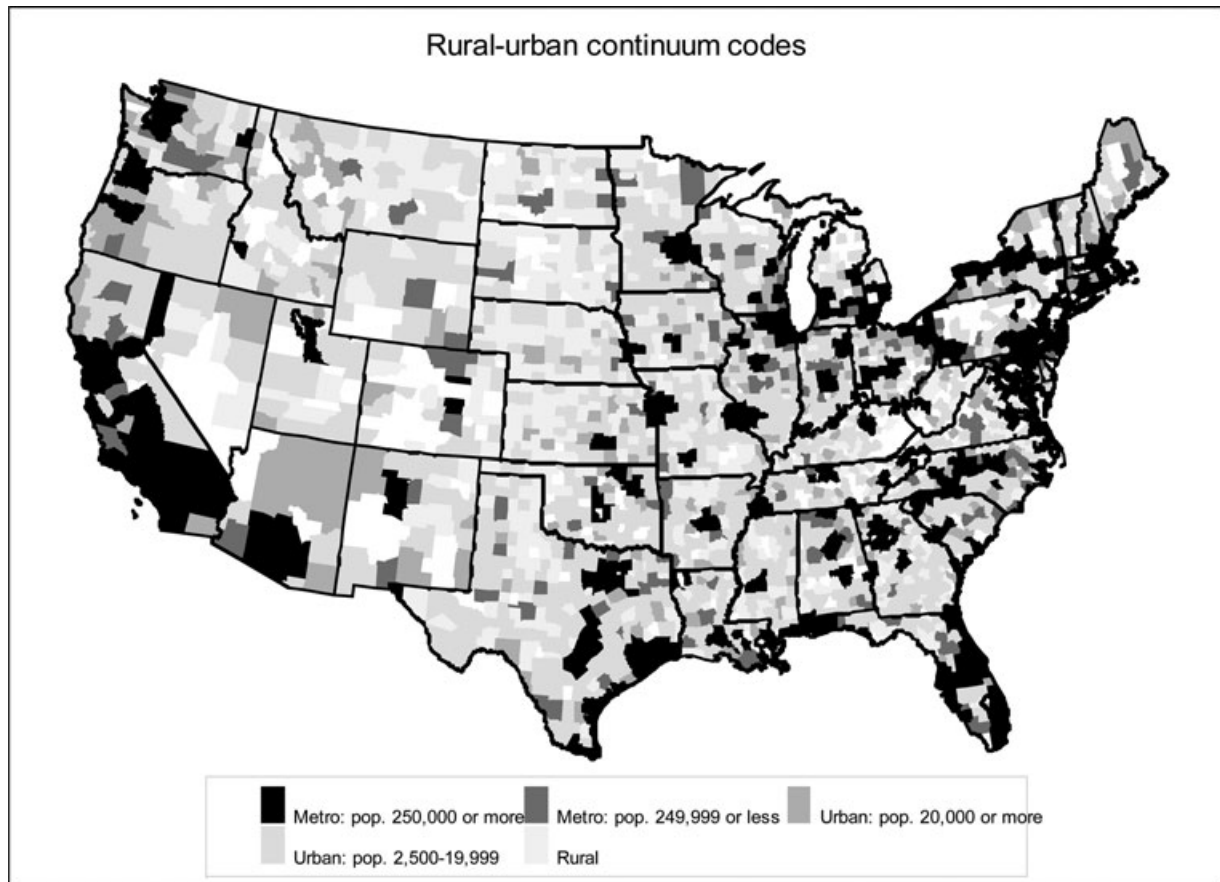 Rural-urban continuum codes
Metro: pop. 250,000 or more Metro: pop. 249,999 or less Urban: pop. 20,000 or more
Urban: pop. 2,500-19,999 Rural